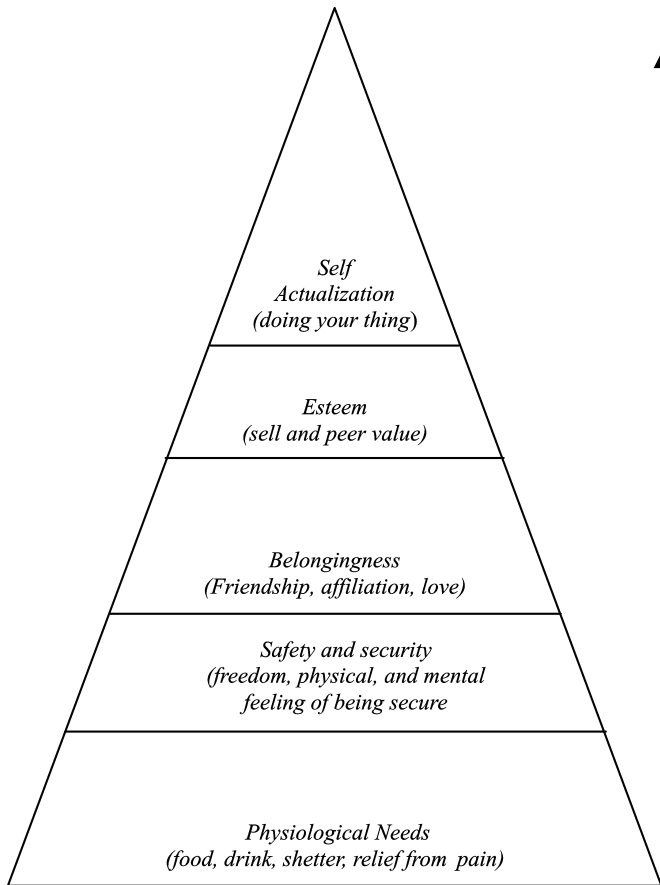 Self
Actualization
(doing your thing)
Esteem
(sell and peer value)
Belongingness
(Friendship, affiliation, love)
Safety and security
(freedom, physical, and mental
feeling of being secure
Physiological Needs
(food, drink, shetter, relief from pain)